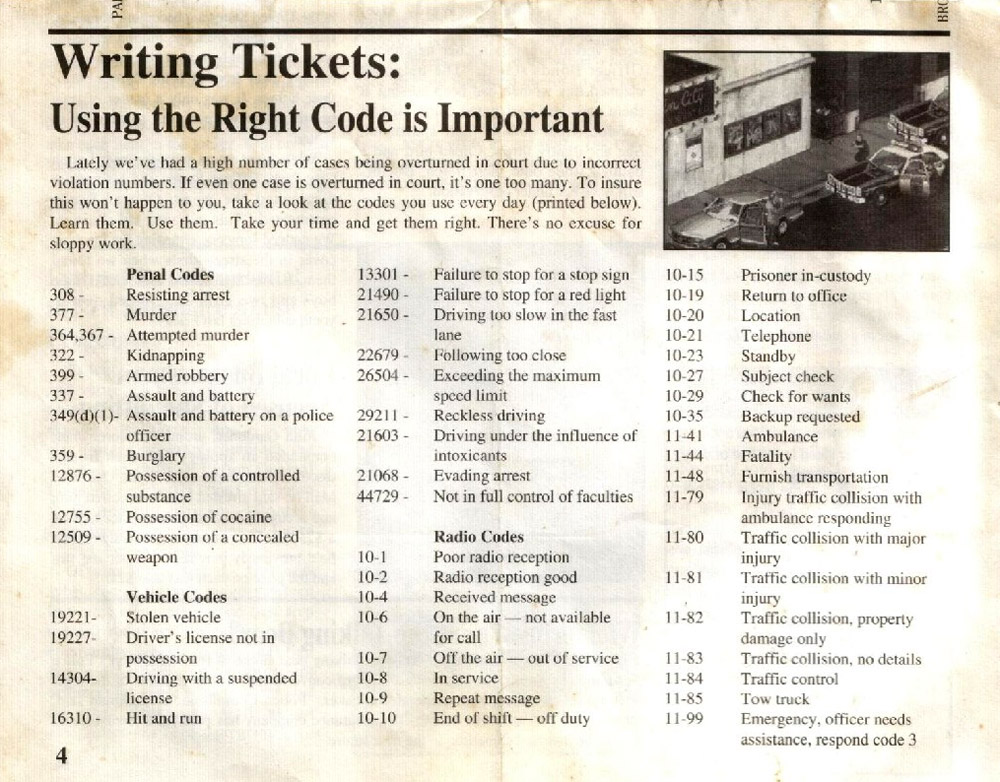 Writing Tickets:
Using the Right Code is Important
Lately we've had a high number of cases being overturned in court due to incorrect
violation numbers. If even one case is overturned in court, it's one too many. To insure
this won't happen to you, take a look at the codes you use every day (printed below).
Learn them. Use them. Take your time and get them right. There's no excuse for
sloppy work.
Penal Codes
308 - Resisting arrest
377 - Murder
364,367 - Attempted murder
322 - Kidnapping
399 - Armed robbery
337 - Assault and battery
349(d)(1)- Assault and battery on a police
officer
359 - Burglary
12876 - Possession of a controlled
substance
12755 - Possession of cocaine
12509 - Possession of a concealed
weapon
Vehicle Codes
19221- Stolen vehicle
19227- Driver's license not in
possession
14304- Driving with a suspended
license
16310 - Hit and run
13301 - Failure to stop for a stop sign
21490 - Failure to stop for a red light
21650 - Driving too slow in the fast
lane
22679 - Following too close
26504 - Exceeding the maximum
speed limit
29211 - Reckless driving
21603 - Driving under the influence of
intoxicants
21068 - Evading arrest
44729 - Not in full control of faculties
Radio Codes
10-1 Poor radio reception
10-2 Radio reception good
10-4 Received message
10-6 On the air — not available
for call
10-7 Off the air — out of service
10-8 In service
10-9 Repeat message
10-10 End of shift — off duty
10-15 Prisoner in-custody
10-19 Return to office
10-20 Location
10-21 Telephone
10-23 Standby
10-27 Subject check
10-29 Check for wants
10-35 Backup requested
11-41 Ambulance
11-44 Fatality
11-48 Furnish transportation
11-79 Injury traffic collision with
ambulance responding
11-80 Traffic collision with major
injury
11-81 Traffic collision with minor
injury
11-82 Traffic collision, property
damage only
11-83 Traffic collision, no details
11-84 Traffic control
11-85 Tow truck
11-99 Emergency, officer needs
assistance, respond code 3
4